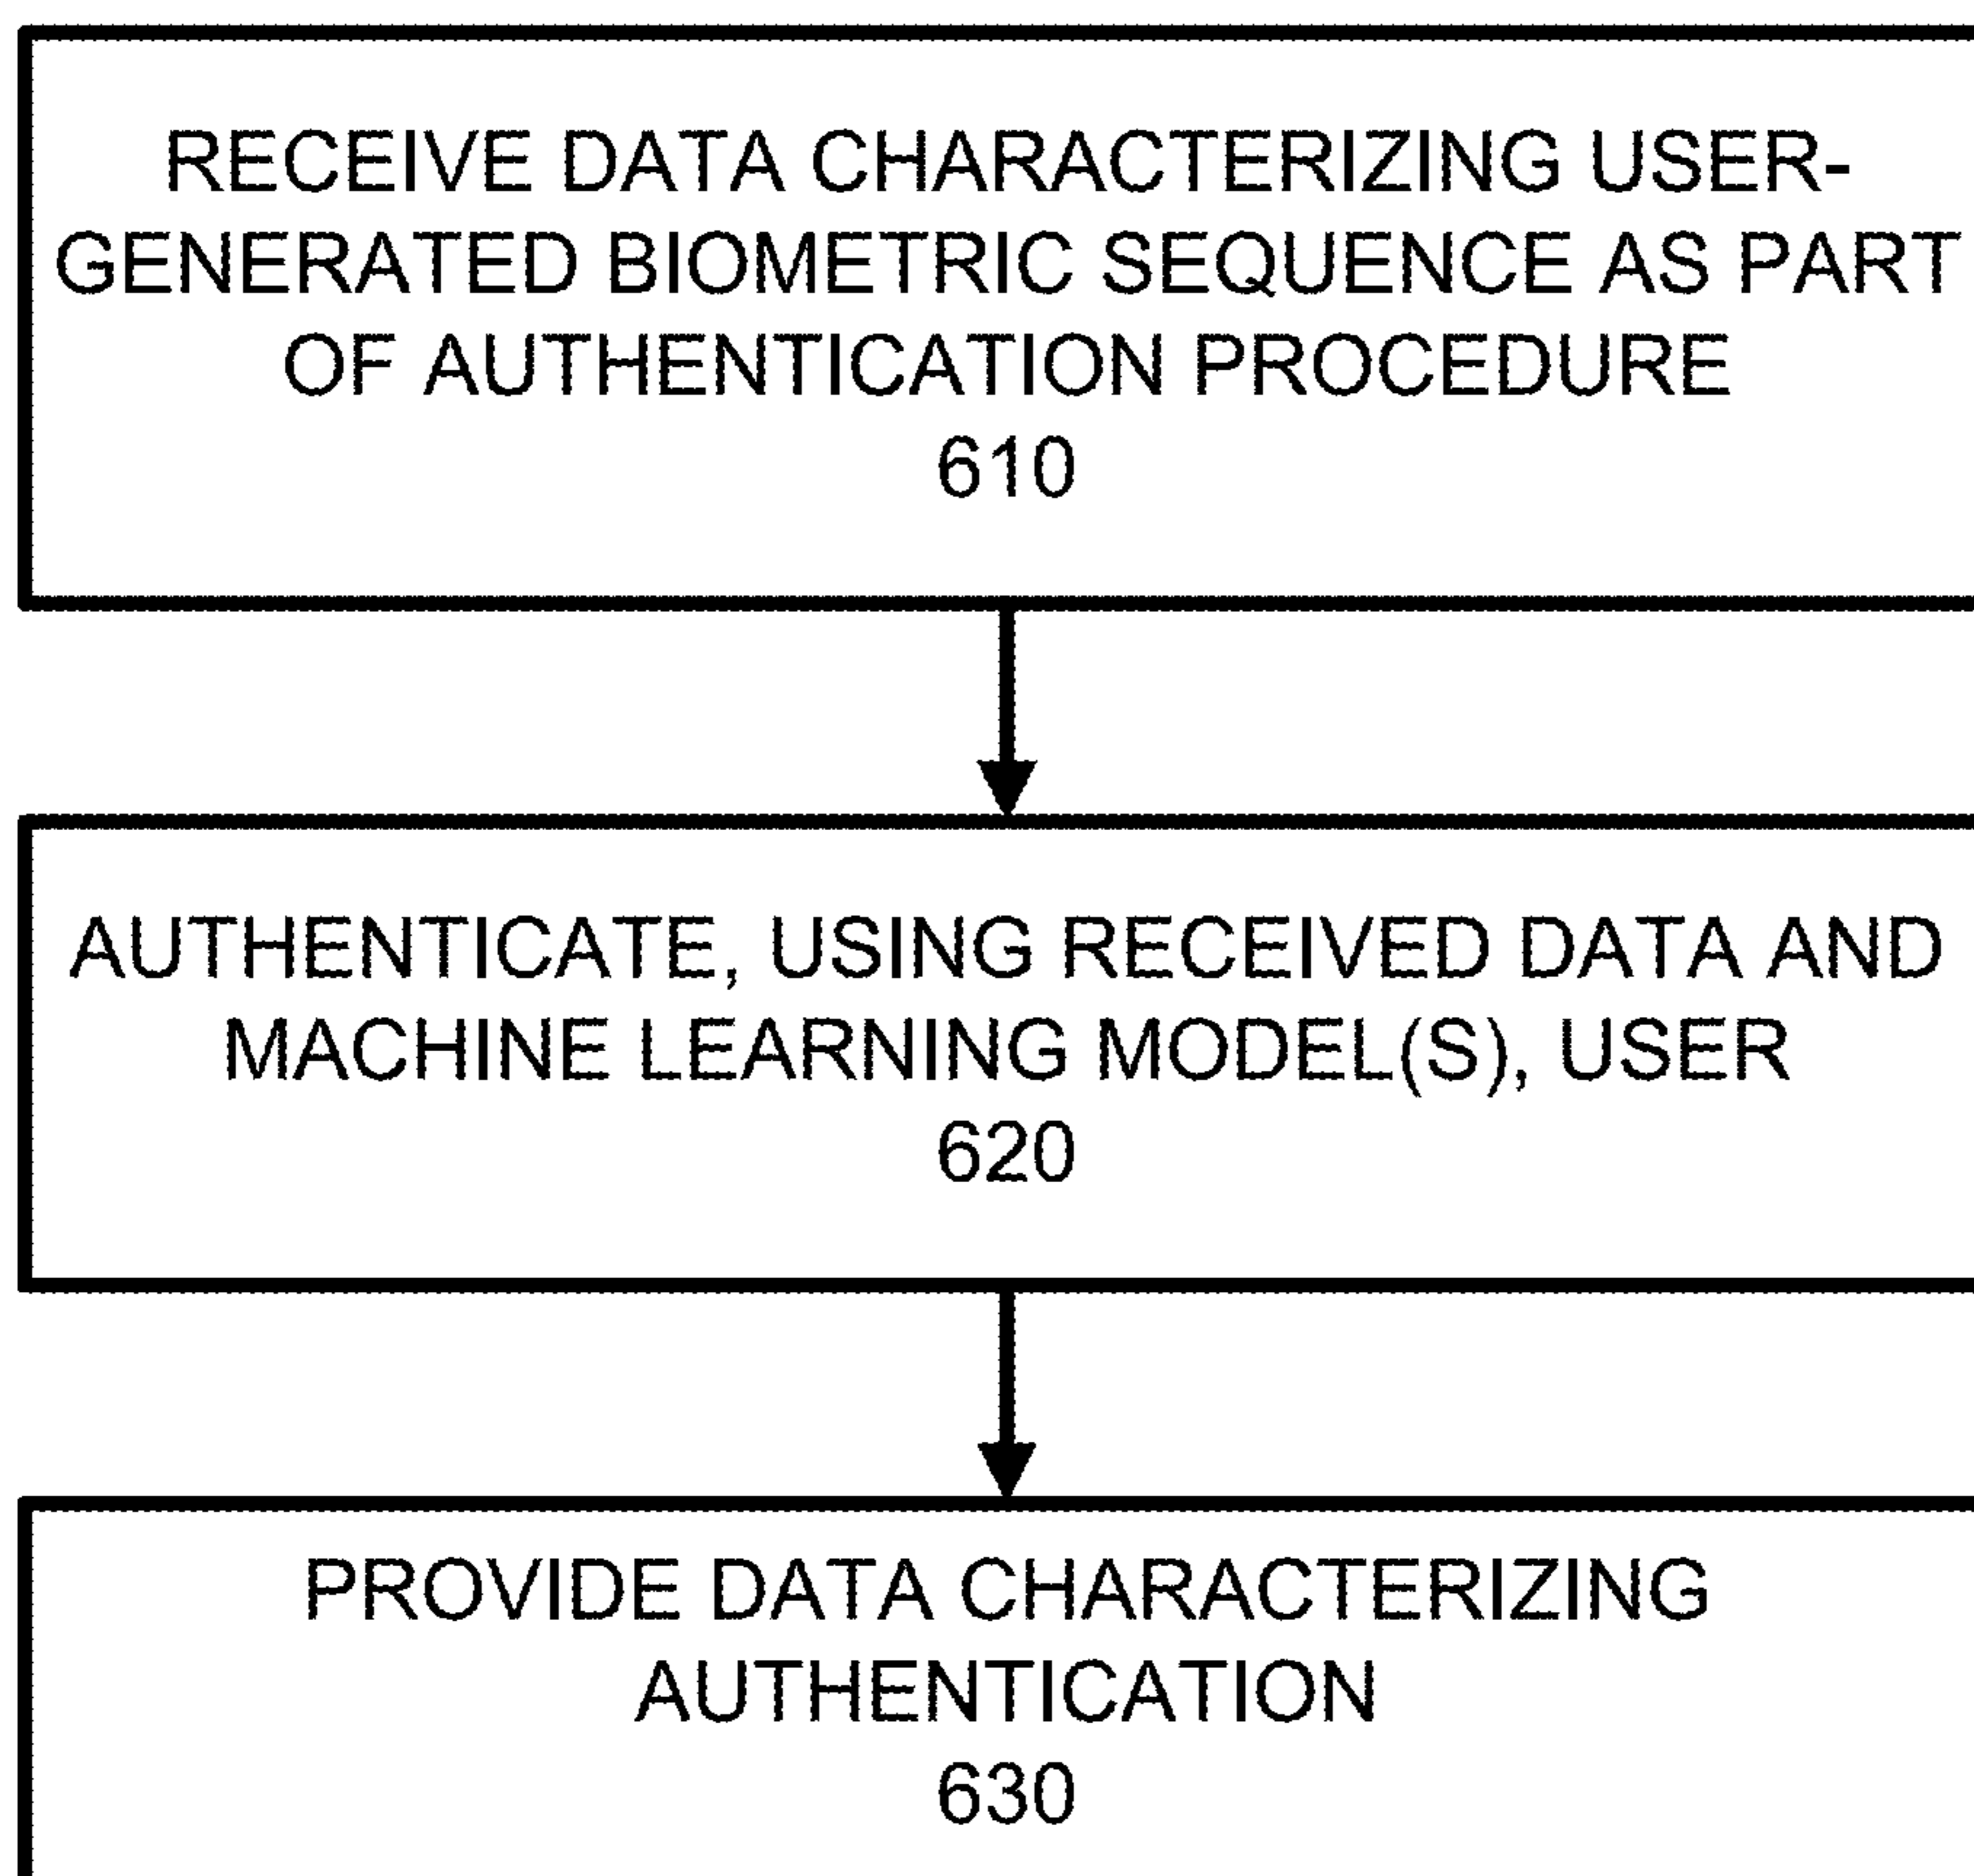 RECEIVE DATA CHARACTERIZING USER-
GENERATED BIOMETRIC SEQUENCE AS PART
OF AUTHENTICATION PROCEDURE
610
AUTHENTICATE, USING RECEIVED DATA AND
MACHINE LEARNING MODEL(S), USER
620
PROVIDE DATA CHARACTERIZING
AUTHENTICATION
630